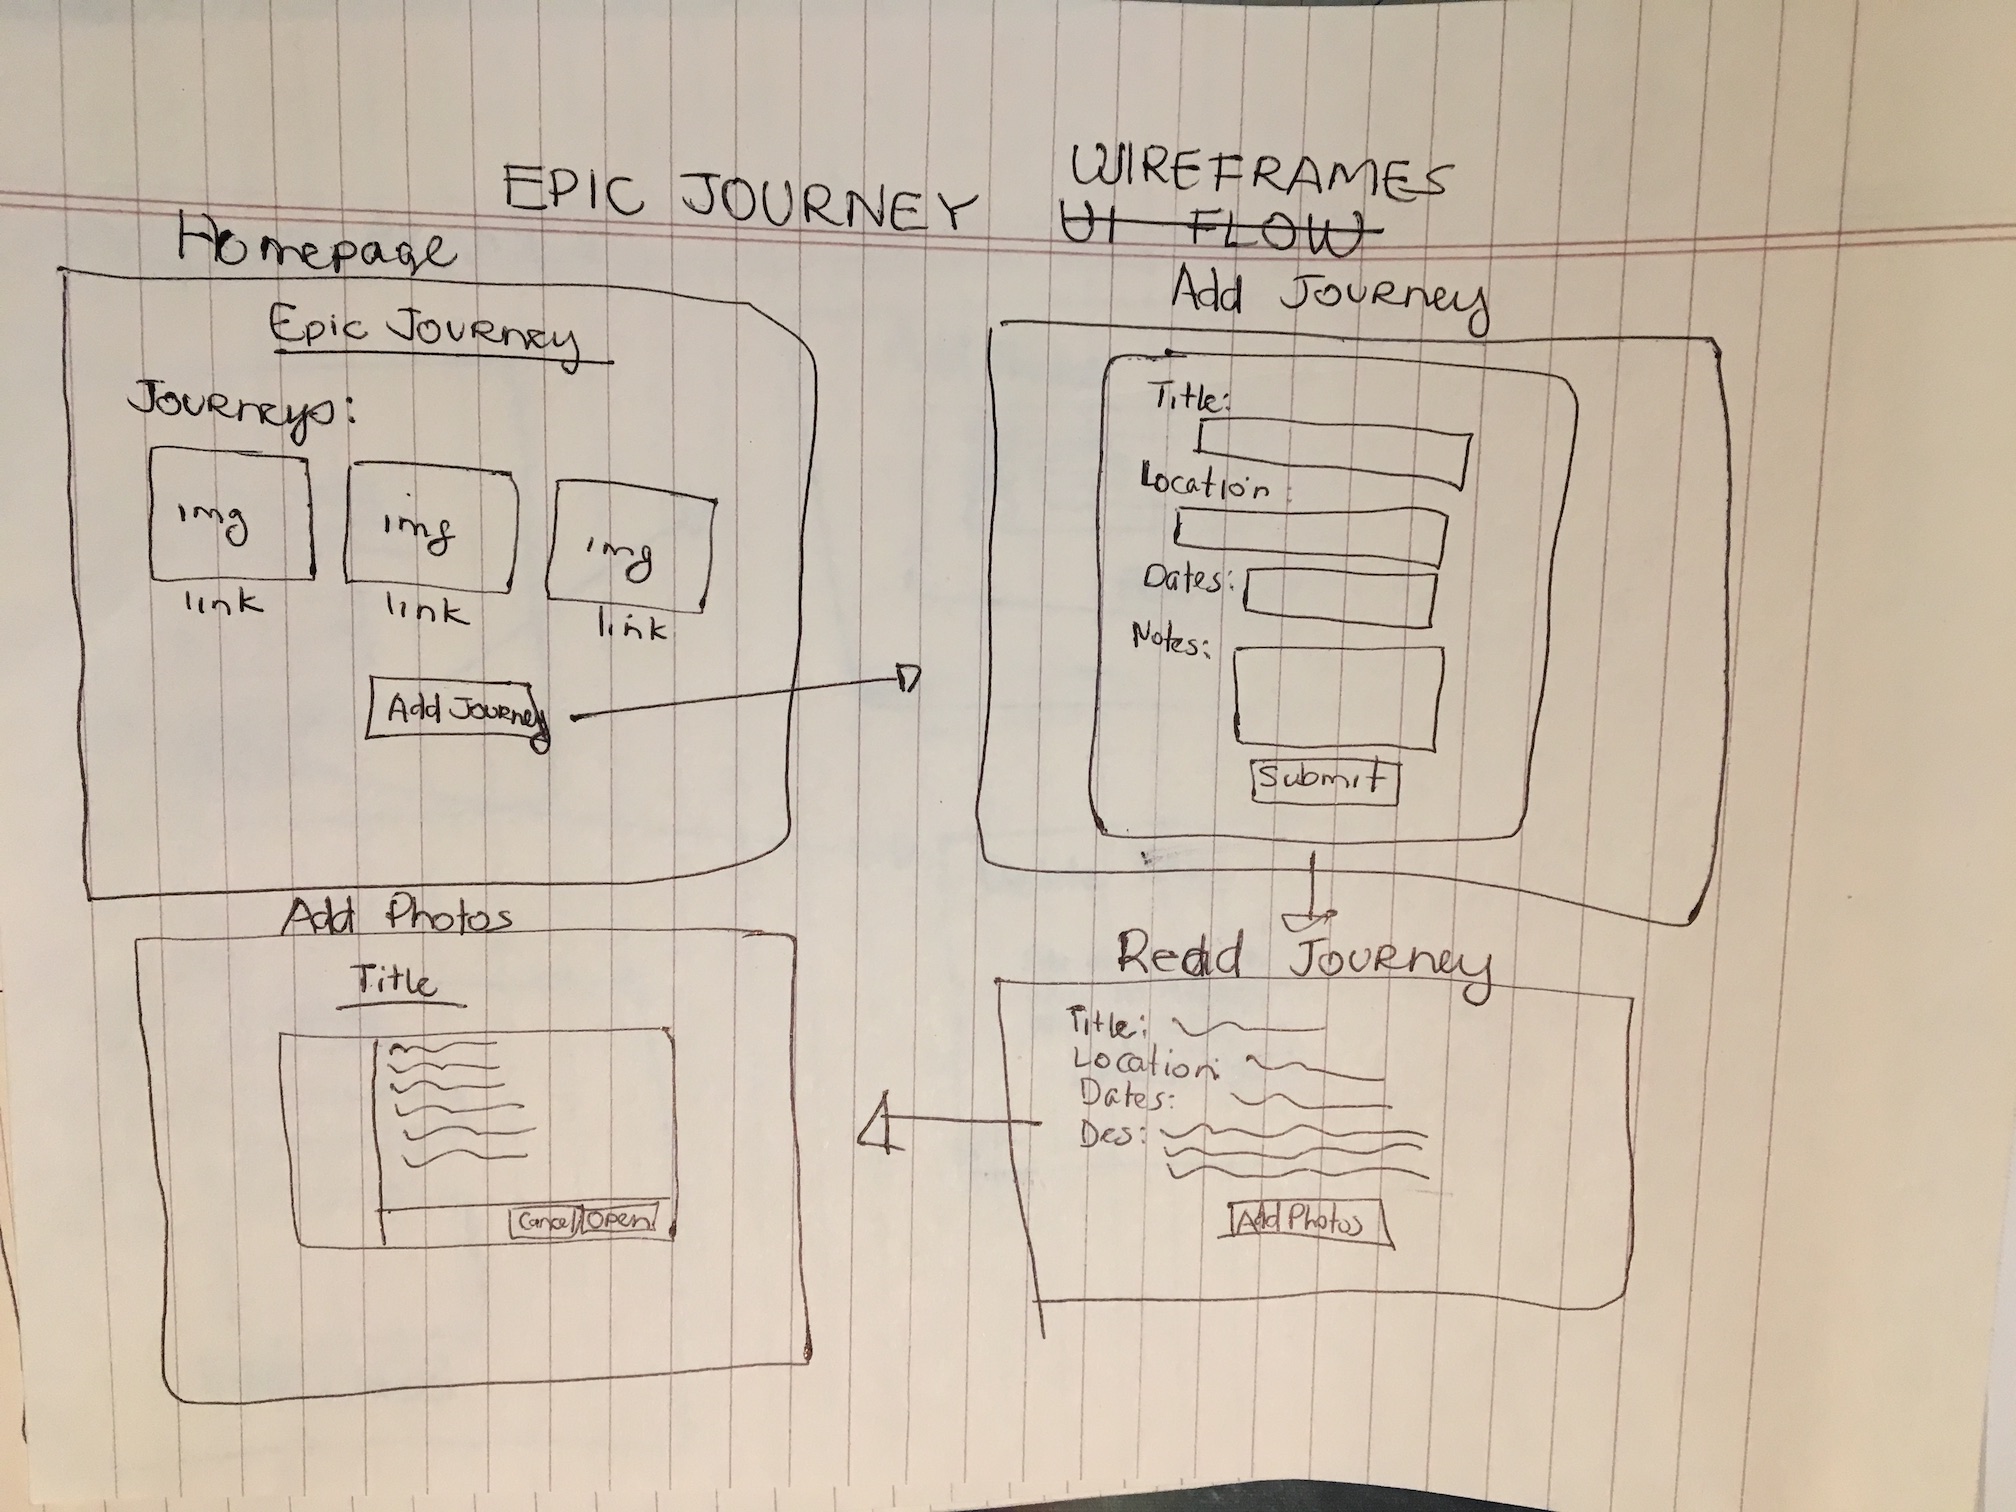 EPIC JOURNEY WIREFRAMES
UI FLOW
Homepage
Epic Journey
Journeys:
img img img
link link link
Add Journey
Add Journey
Title:
Location:
Dates:
Notes:
Submit
Read Journey
Title:
Location:
Dates:
Des:
Add Photos
Add Photos
Title
Cancel Open